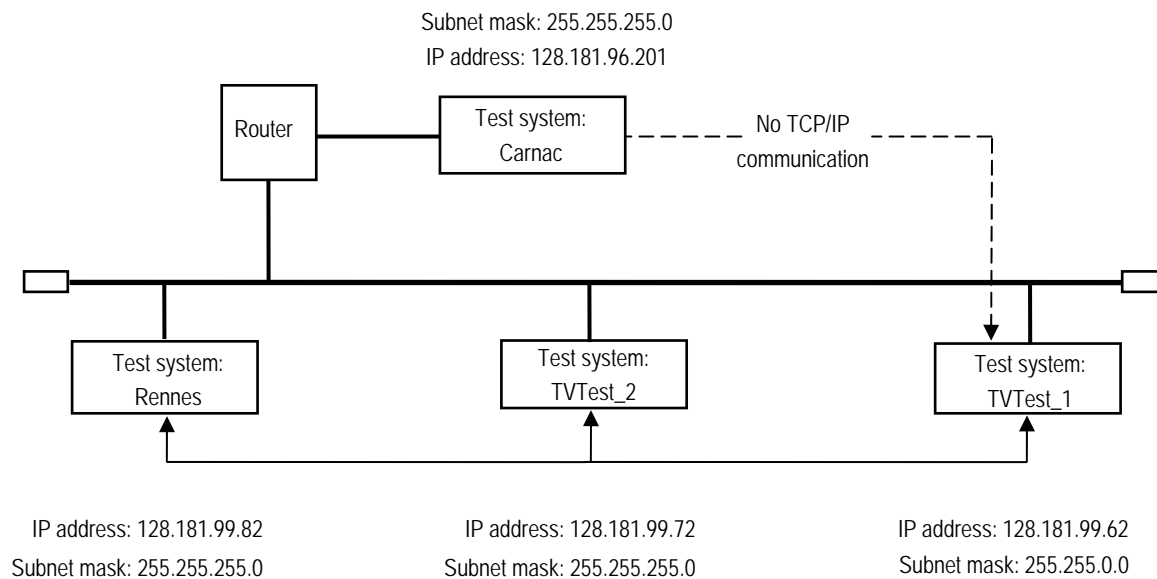 Subnet mask: 255.255.255.0
IP address: 128.181.96.201
Router
Test system:
Carnac
No TCP/IP
communication
Test system:
Rennes
Test system:
TVTest_2
Test system:
TVTest_1
IP address: 128.181.99.82
Subnet mask: 255.255.255.0
IP address: 128.181.99.72
Subnet mask: 255.255.255.0
IP address: 128.181.99.62
Subnet mask: 255.255.0.0